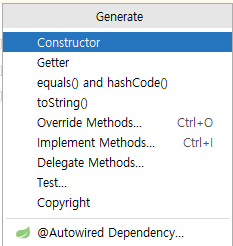 Generate
Constructor
Getter
equals() and hashCode()
toString()
Override Methods... Ctrl+O
Implement Methods... Ctrl+I
Delegate Methods...
Test...
Copyright
@Autowired Dependency...